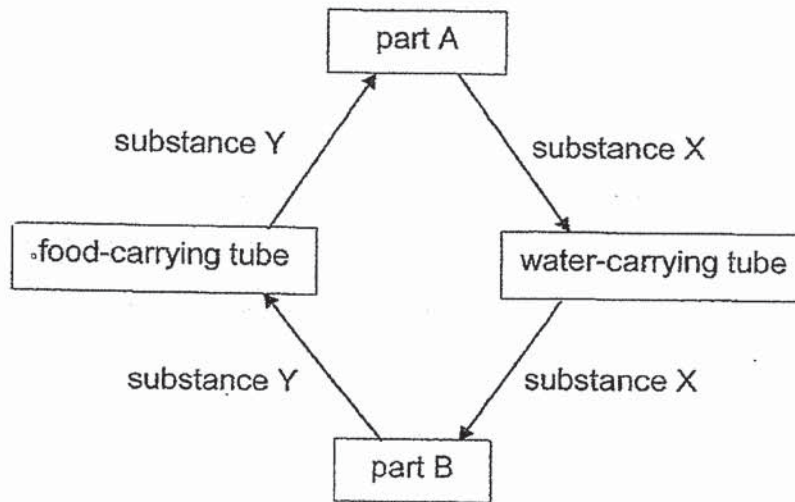 part A
substance Y
substance X
food-carrying tube
water-carrying tube
substance Y
substance X
part B